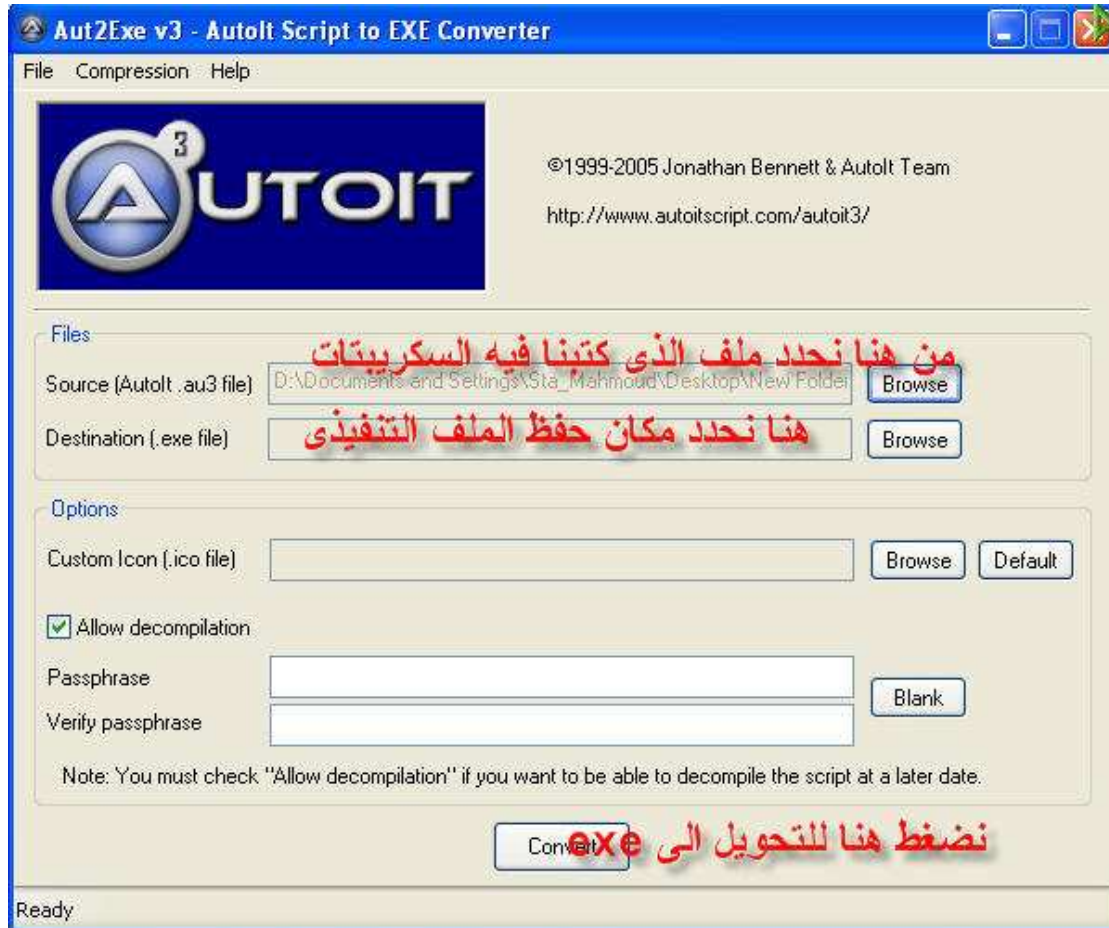 Aut2Exe v3 - AutoIt Script to EXE Converter
File Compression Help
3
AUTOIT
©1999-2005 Jonathan Bennett & AutoIt Team
http://www.autoitscript.com/autoit3/
Files
من هنا نحدد ملف الذى كتبنا فيه السكريبتات
Source (AutoIt .au3 file) D:\Documents and Settings\Sta_Mahmoud\Desktop\New Folder Browse
هنا نحدد مكان حفظ الملف التنفيذى
Destination (.exe file) Browse
Options
Custom Icon (.ico file) Browse Default
Allow decompilation
Passphrase
Blank
Verify passphrase
Note: You must check "Allow decompilation" if you want to be able to decompile the script at a later date.
Convert
نضغط هنا للتحويل الى exe
Ready